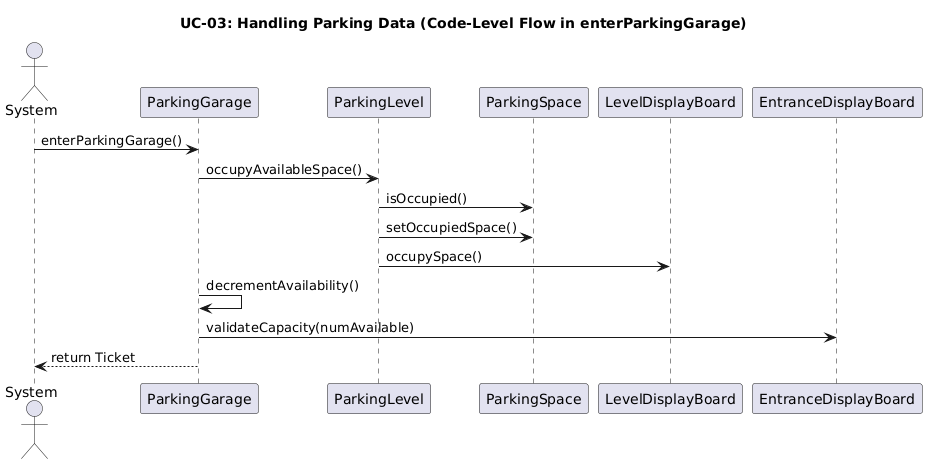 UC-03: Handling Parking Data (Code-Level Flow in enterParkingGarage)
System
ParkingGarage
ParkingLevel
ParkingSpace
LevelDisplayBoard
EntranceDisplayBoard
enterParkingGarage()
occupyAvailableSpace()
isOccupied()
setOccupiedSpace()
occupySpace()
decrementAvailability()
validateCapacity(numAvailable)
return Ticket
System
ParkingGarage
ParkingLevel
ParkingSpace
LevelDisplayBoard
EntranceDisplayBoard